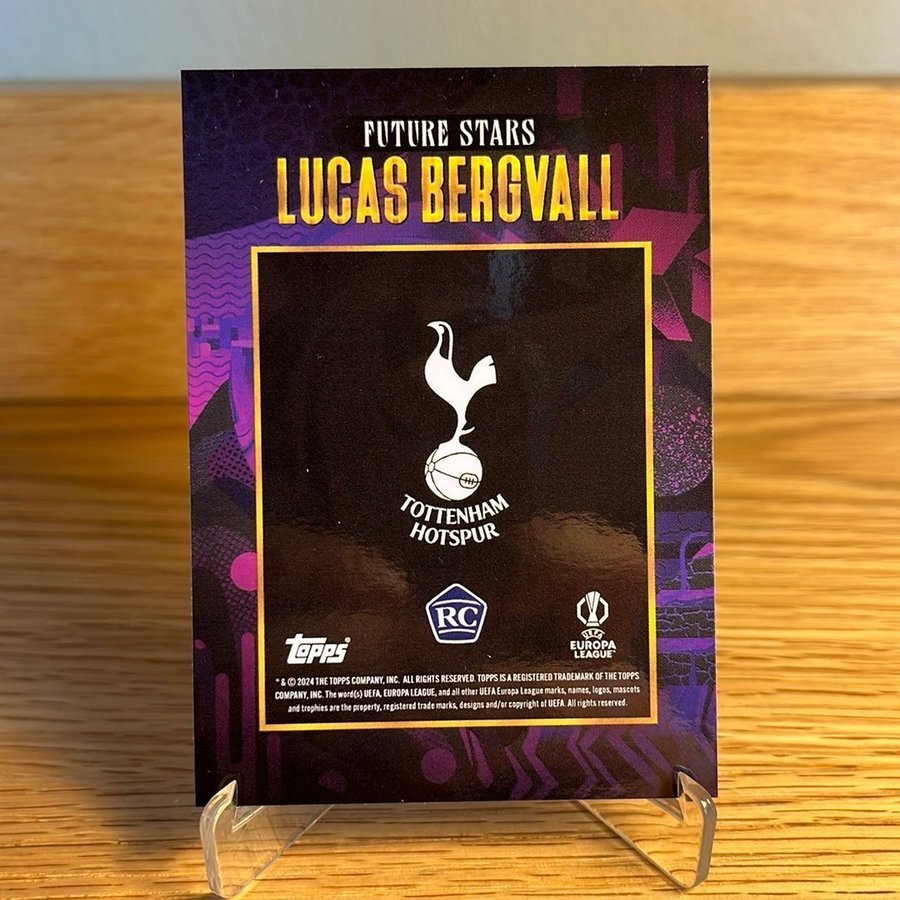 FUTURE STARS
LUCAS BERGVALL
TOTTENHAM
HOTSPUR
RC
Topps®
UEFA
EUROPA
LEAGUE™
® & © 2024 THE TOPPS COMPANY, INC. ALL RIGHTS RESERVED. TOPPS IS A REGISTERED TRADEMARK OF THE TOPPS
COMPANY, INC. The word(s) UEFA, EUROPA LEAGUE, and all other UEFA Europa League marks, names, logos, mascots
and trophies are the property, registered trade marks, designs and/or copyright of UEFA. All rights reserved.